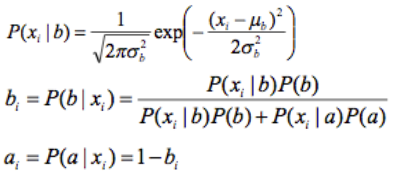 P(x_i | b) = \frac{1}{\sqrt{2\pi\sigma_b^2}} \exp\left(-\frac{(x_i - \mu_b)^2}{2\sigma_b^2}\right)
b_i = P(b | x_i) = \frac{P(x_i | b)P(b)}{P(x_i | b)P(b) + P(x_i | a)P(a)}
a_i = P(a | x_i) = 1 - b_i